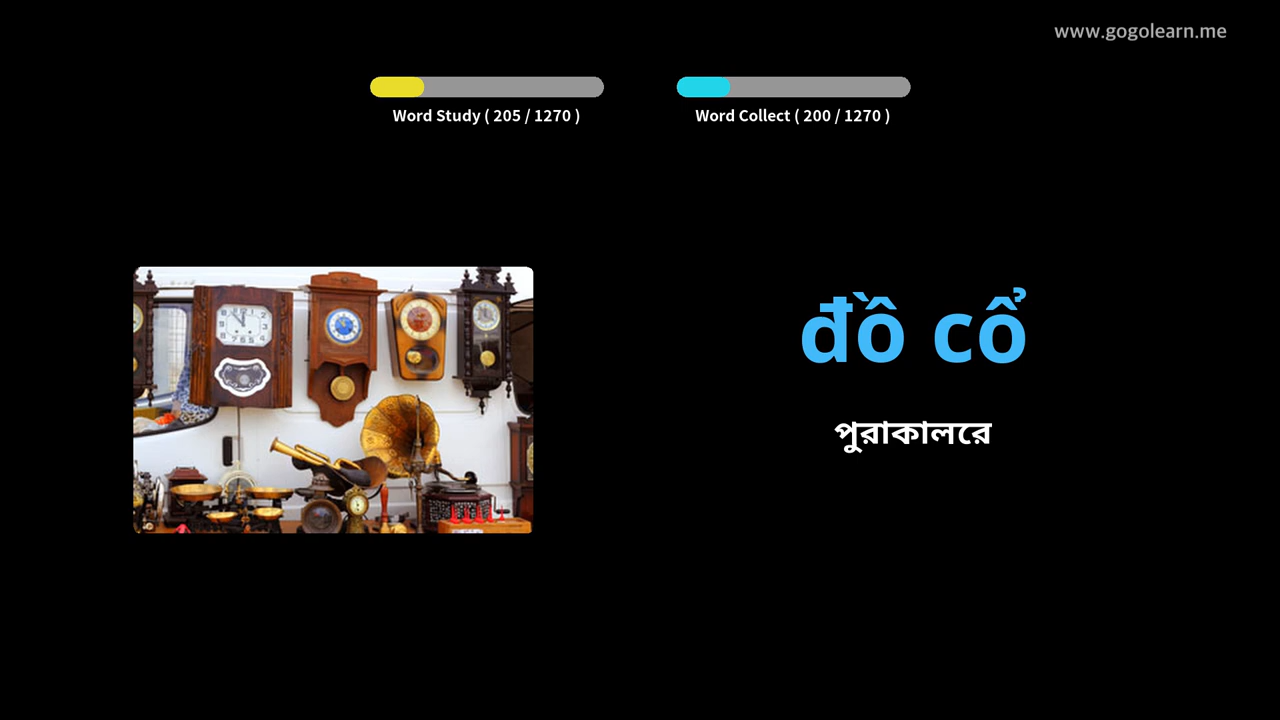 www.gogolearn.me
Word Study ( 205 / 1270 )
Word Collect ( 200 / 1270 )
đồ cổ
পুরাকালরে